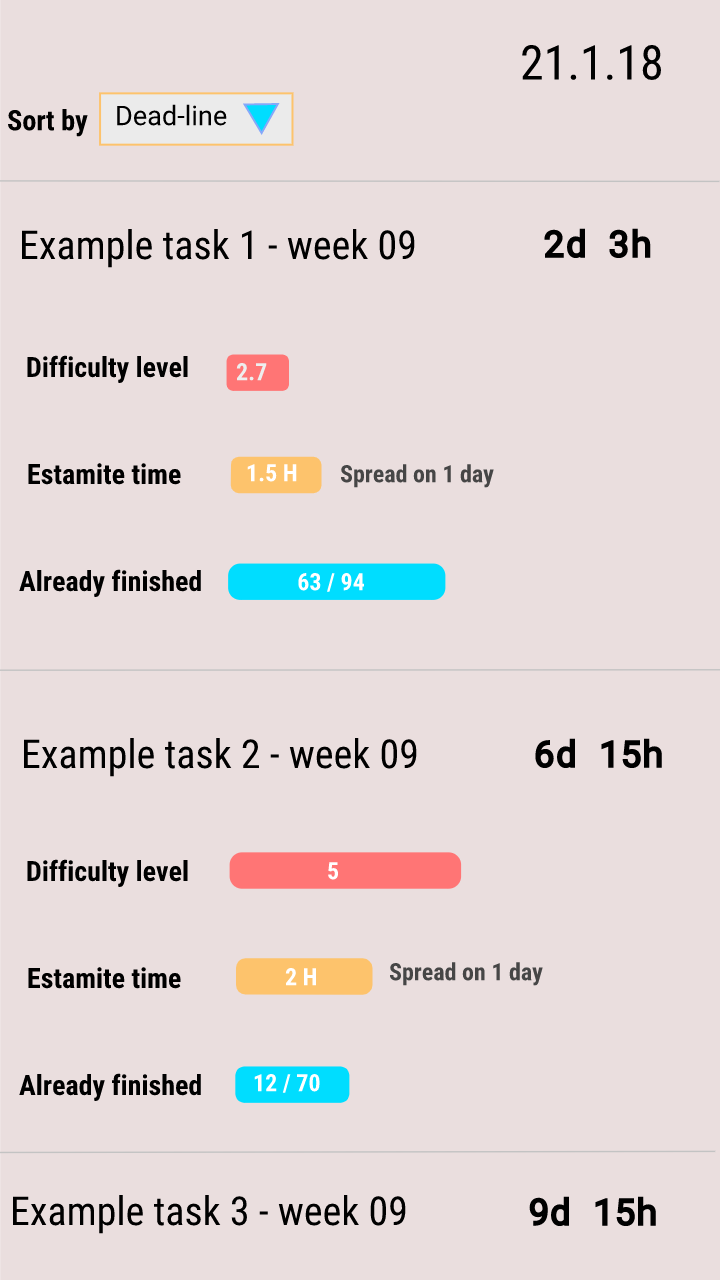 21.1.18
Sort by Dead-line
Example task 1 - week 09 2d 3h
Difficulty level 2.7
Estamite time 1.5 H Spread on 1 day
Already finished 63 / 94
Example task 2 - week 09 6d 15h
Difficulty level 5
Estamite time 2 H Spread on 1 day
Already finished 12 / 70
Example task 3 - week 09 9d 15h